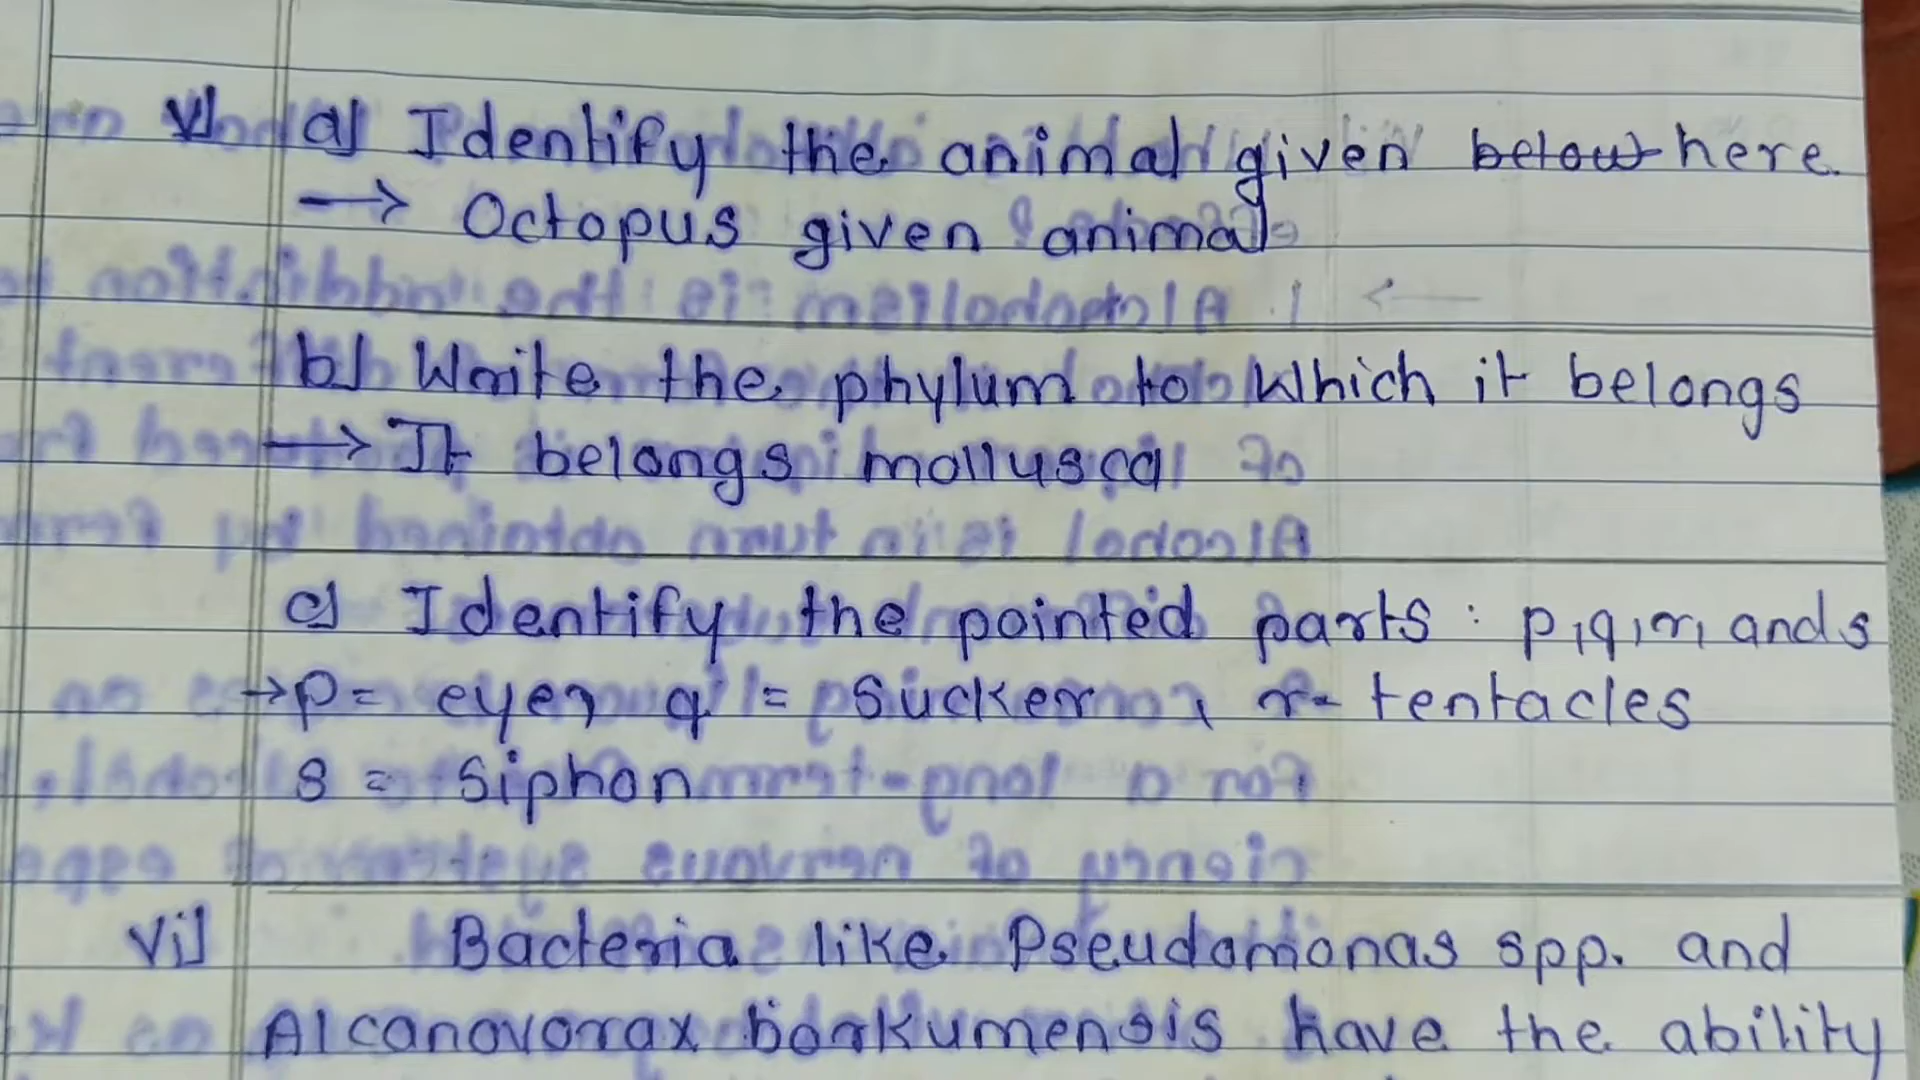 v) a) Identify the animal given below here.
→ Octopus given animal
b) Write the phylum to which it belongs
→ It belongs mollusca
c) Identify the pointed parts : p,q,r, and s
→ p = eye, q = Sucker, r - tentacles
s = Siphon
vi) Bacteria like Pseudomonas spp. and
Alcanovorax borkumensis have the ability